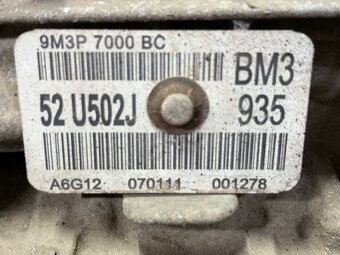 9M3P 7000 BC
BM3
52 U502J 935
A6G12 070111 001278